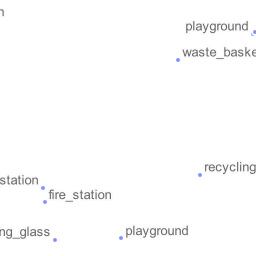 n
playground
waste_baske
recycling
station
fire_station
ng_glass
playground